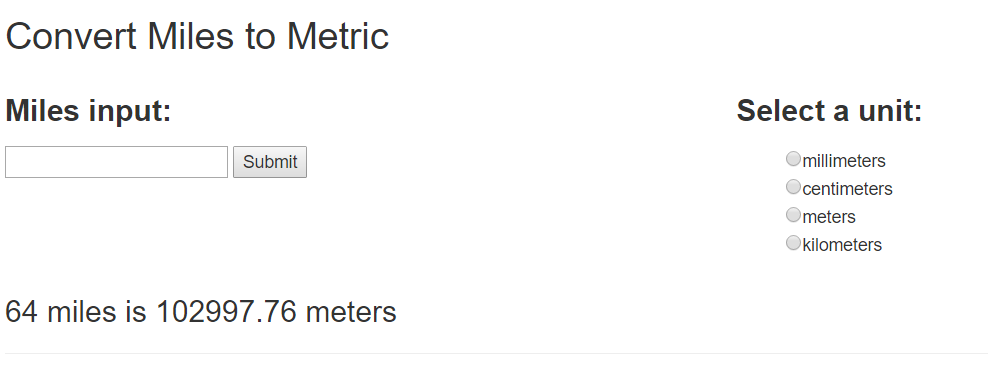 Convert Miles to Metric
Miles input:
Submit
Select a unit:
millimeters
centimeters
meters
kilometers
64 miles is 102997.76 meters